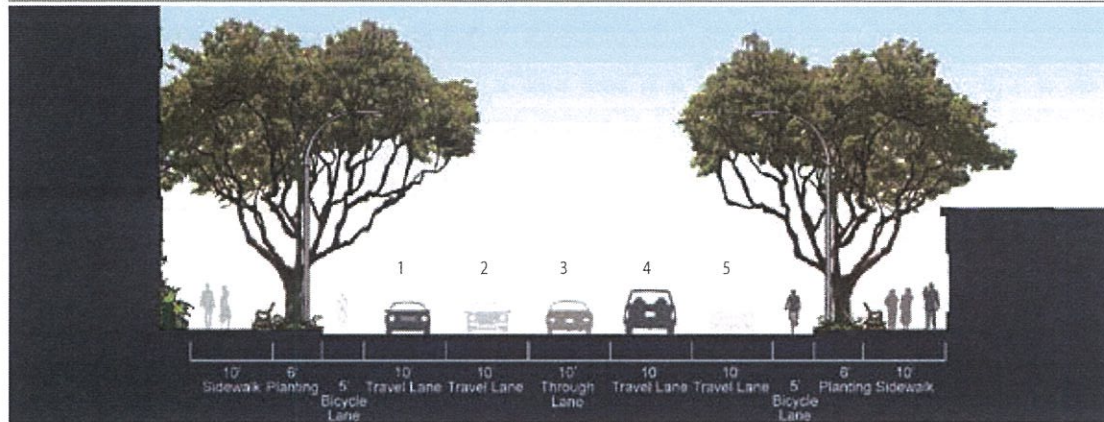 1 2 3 4 5
10' 6' 5' 10' 10' 10' 10' 10' 5' 6' 10'
Sidewalk Planting Bicycle Lane Travel Lane Travel Lane Through Lane Travel Lane Travel Lane Bicycle Lane Planting Sidewalk